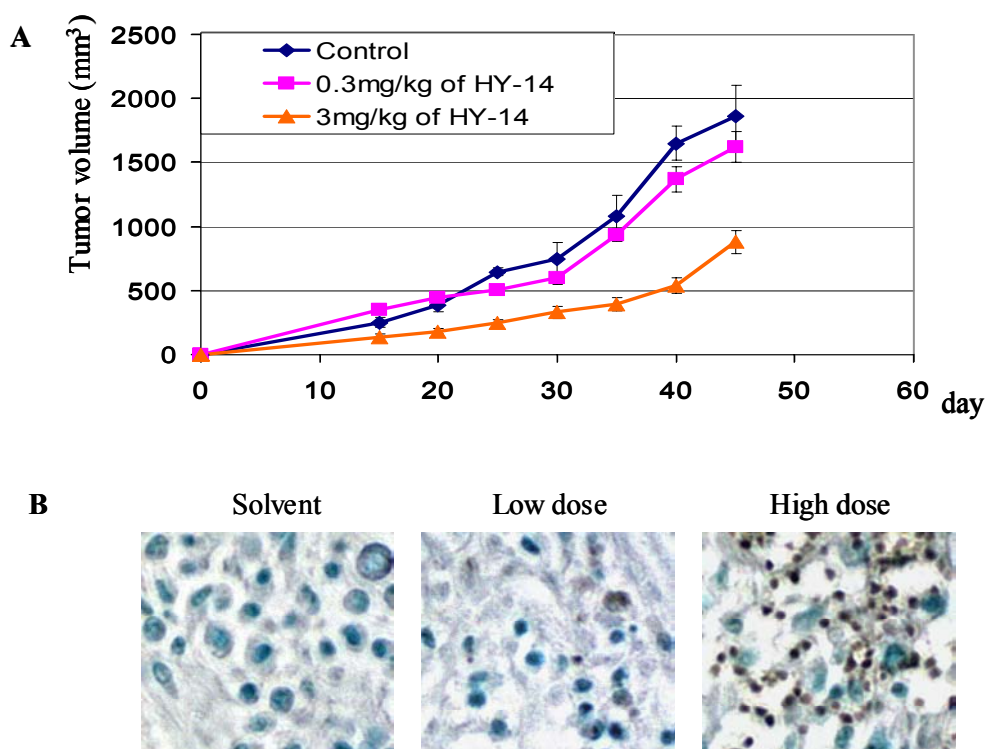 A
Tumor volume (mm³)
2500
2000
1500
1000
500
0
Control
0.3mg/kg of HY-14
3mg/kg of HY-14
0 10 20 30 40 50 60 day
B
Solvent Low dose High dose